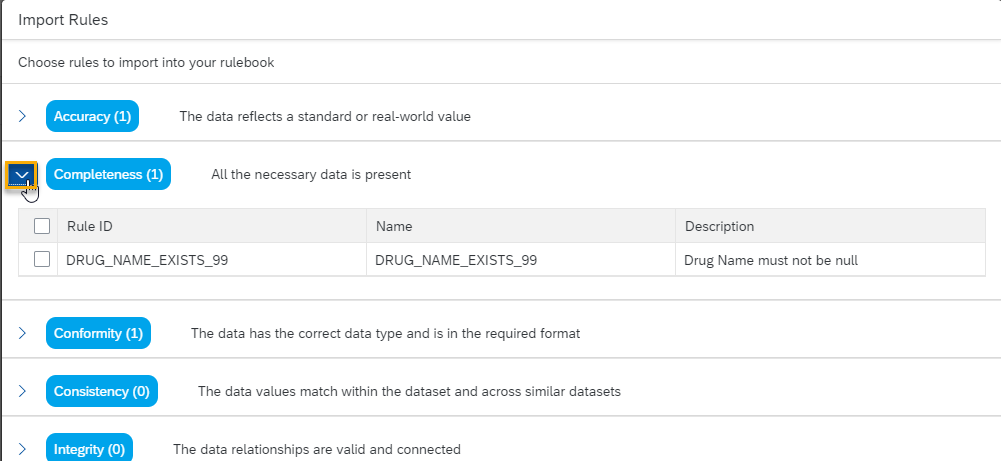 Import Rules
Choose rules to import into your rulebook
Accuracy (1) The data reflects a standard or real-world value
Completeness (1) All the necessary data is present
Rule ID Name Description
DRUG_NAME_EXISTS_99 DRUG_NAME_EXISTS_99 Drug Name must not be null
Conformity (1) The data has the correct data type and is in the required format
Consistency (0) The data values match within the dataset and across similar datasets
Integrity (0) The data relationships are valid and connected